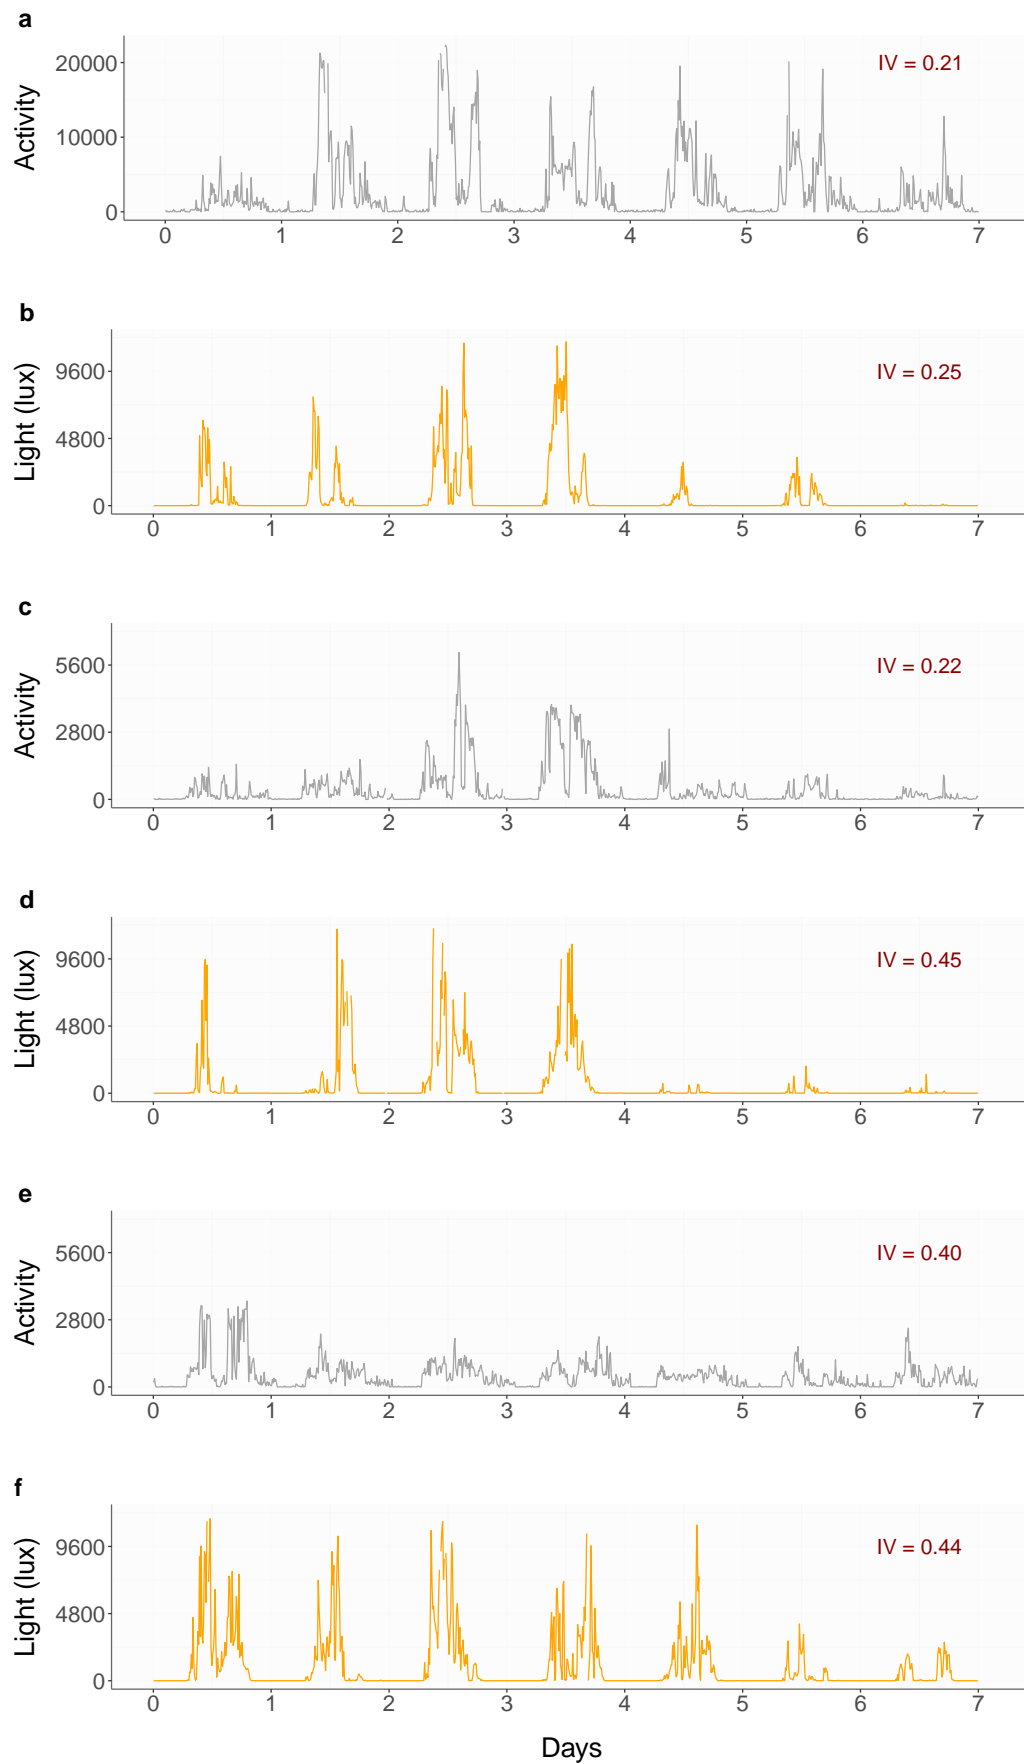 a
Activity
20000
10000
0
IV = 0.21
0 1 2 3 4 5 6 7
b
Light (lux)
9600
4800
0
IV = 0.25
0 1 2 3 4 5 6 7
c
Activity
5600
2800
0
IV = 0.22
0 1 2 3 4 5 6 7
d
Light (lux)
9600
4800
0
IV = 0.45
0 1 2 3 4 5 6 7
e
Activity
5600
2800
0
IV = 0.40
0 1 2 3 4 5 6 7
f
Light (lux)
9600
4800
0
IV = 0.44
0 1 2 3 4 5 6 7
Days